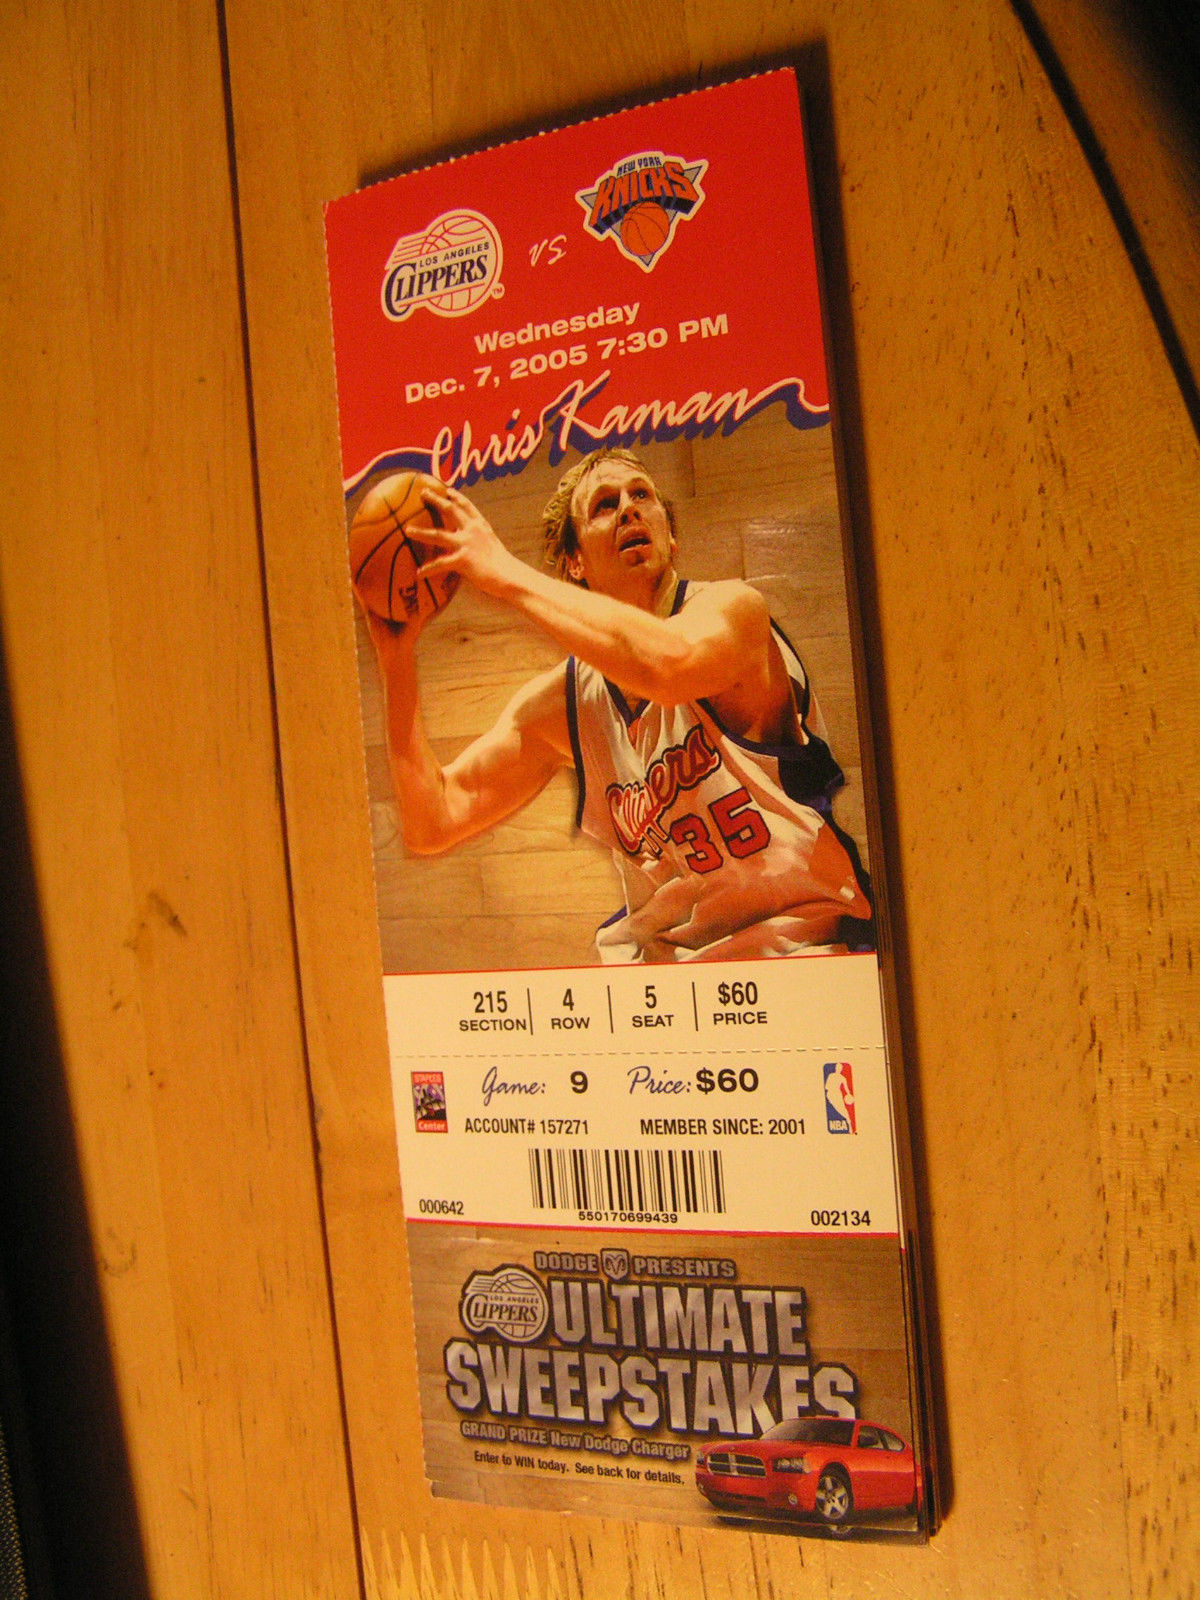 NEW YORK
KNICKS
LOS ANGELES
CLIPPERS
TM
vs
Wednesday
Dec. 7, 2005 7:30 PM
Chris Kaman
Clippers
35
215 4 5 $60
SECTION ROW SEAT PRICE
STAPLES
Center
Game: 9 Price: $60
NBA
ACCOUNT# 157271 MEMBER SINCE: 2001
000642
550170699439
002134
DODGE PRESENTS
LOS ANGELES
CLIPPERS
ULTIMATE
SWEEPSTAKES
GRAND PRIZE New Dodge Charger
Enter to WIN today. See back for details.